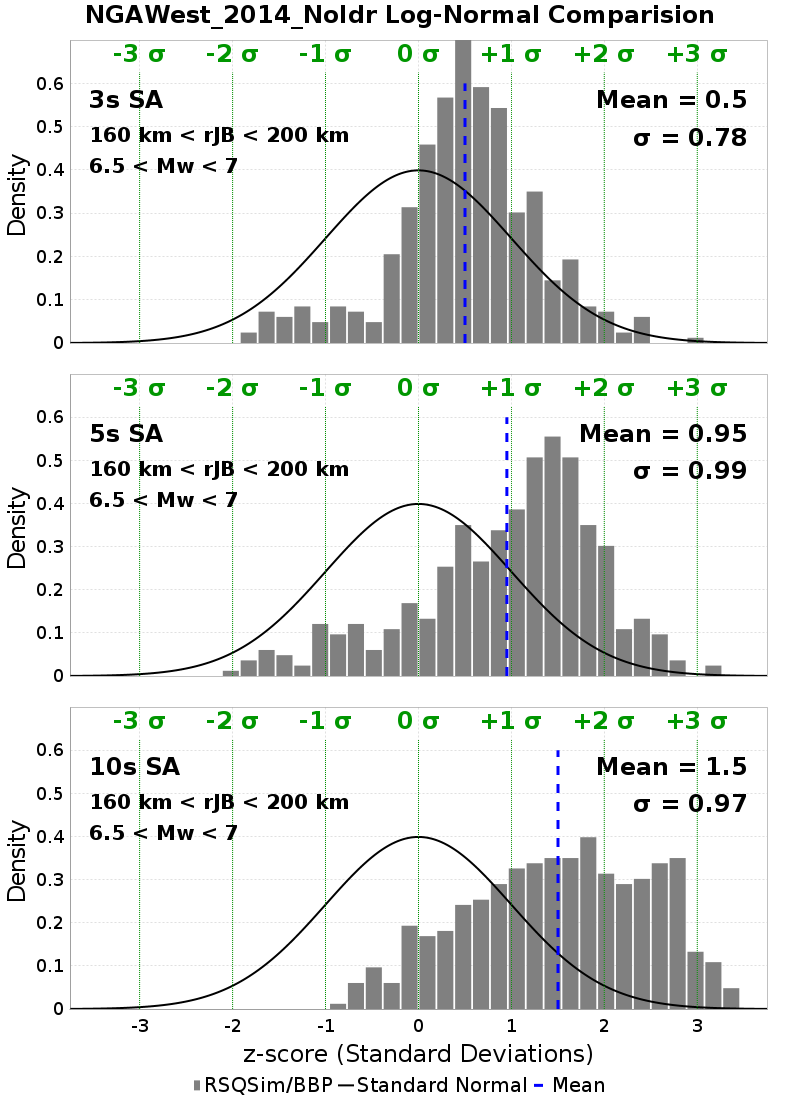 NGAWest_2014_NoIdr Log-Normal Comparision
-3 σ -2 σ -1 σ 0 σ +1 σ +2 σ +3 σ
3s SA
160 km < rJB < 200 km
6.5 < Mw < 7
Mean = 0.5
σ = 0.78
Density
0.6
0.5
0.4
0.3
0.2
0.1
0
-3 σ -2 σ -1 σ 0 σ +1 σ +2 σ +3 σ
5s SA
160 km < rJB < 200 km
6.5 < Mw < 7
Mean = 0.95
σ = 0.99
Density
0.6
0.5
0.4
0.3
0.2
0.1
0
-3 σ -2 σ -1 σ 0 σ +1 σ +2 σ +3 σ
10s SA
160 km < rJB < 200 km
6.5 < Mw < 7
Mean = 1.5
σ = 0.97
Density
0.6
0.5
0.4
0.3
0.2
0.1
0
-3 -2 -1 0 1 2 3
z-score (Standard Deviations)
RSQSim/BBP Standard Normal Mean